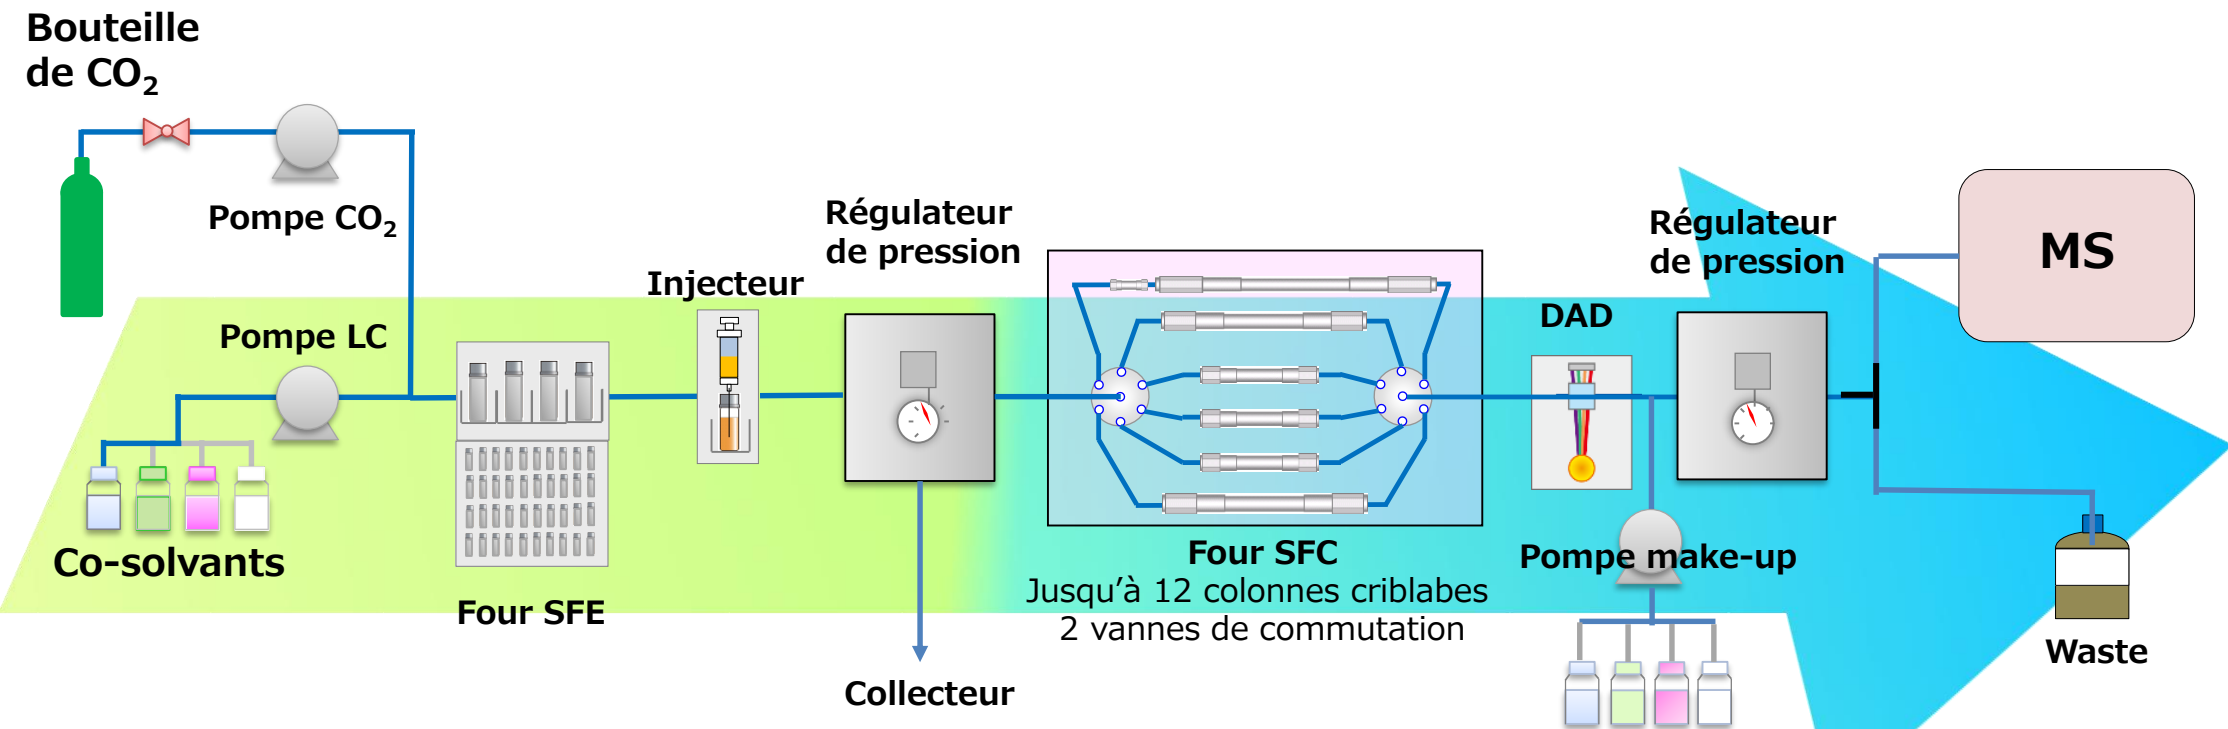 Bouteille
de CO₂
Pompe CO₂
Pompe LC
Co-solvants
Four SFE
Injecteur
Régulateur
de pression
Collecteur
Four SFC
Jusqu'à 12 colonnes criblabes
2 vannes de commutation
DAD
Pompe make-up
Régulateur
de pression
MS
Waste